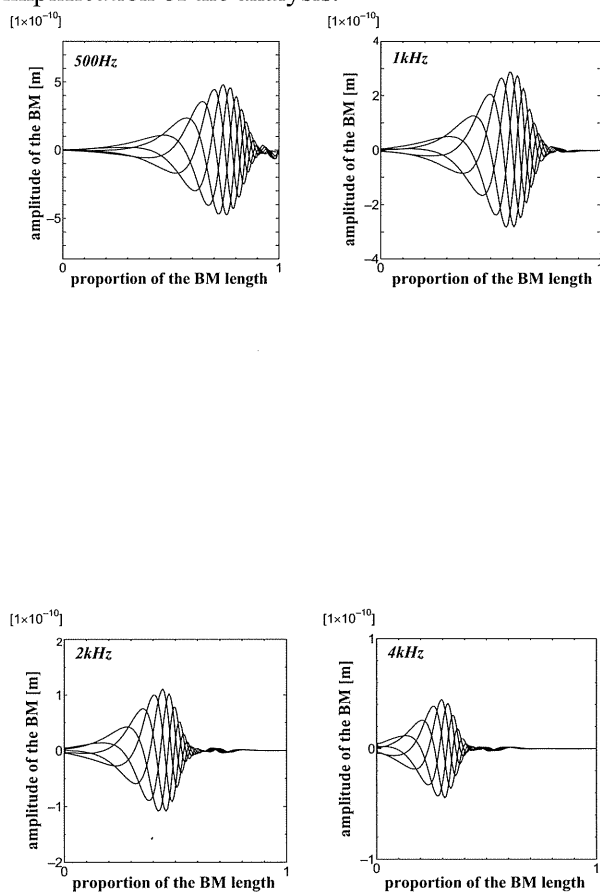 [1×10⁻¹⁰]
500Hz
5
0
−5
amplitude of the BM [m]
0 1
proportion of the BM length
[1×10⁻¹⁰]
1kHz
4
2
0
−2
−4
amplitude of the BM [m]
0 1
proportion of the BM length
[1×10⁻¹⁰]
2kHz
2
1
0
−1
−2
amplitude of the BM [m]
0 1
proportion of the BM length
[1×10⁻¹⁰]
4kHz
1
0
−1
amplitude of the BM [m]
0 1
proportion of the BM length